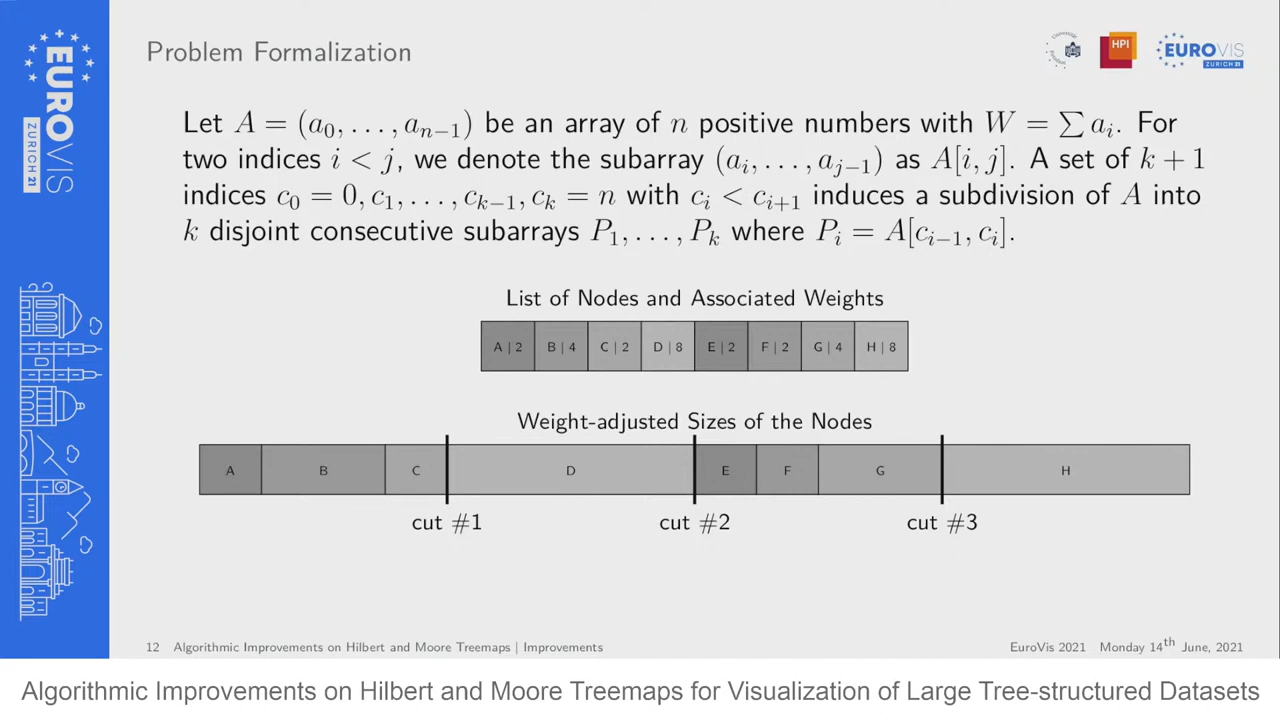 EUROVIS
ZURICH 21
Problem Formalization
HPI
EUROVIS
ZURICH 21
Let A = (a₀, . . . , aₙ₋₁) be an array of n positive numbers with W = ∑ aᵢ. For
two indices i < j, we denote the subarray (aᵢ, . . . , aⱼ₋₁) as A[i, j]. A set of k + 1
indices c₀ = 0, c₁, . . . , cₖ₋₁, cₖ = n with cᵢ < cᵢ₊₁ induces a subdivision of A into
k disjoint consecutive subarrays P₁, . . . , Pₖ where Pᵢ = A[cᵢ₋₁, cᵢ].
List of Nodes and Associated Weights
A | 2 B | 4 C | 2 D | 8 E | 2 F | 2 G | 4 H | 8
Weight-adjusted Sizes of the Nodes
A B C D E F G H
cut #1 cut #2 cut #3
12 Algorithmic Improvements on Hilbert and Moore Treemaps | Improvements
EuroVis 2021 Monday 14th June, 2021
Algorithmic Improvements on Hilbert and Moore Treemaps for Visualization of Large Tree-structured Datasets